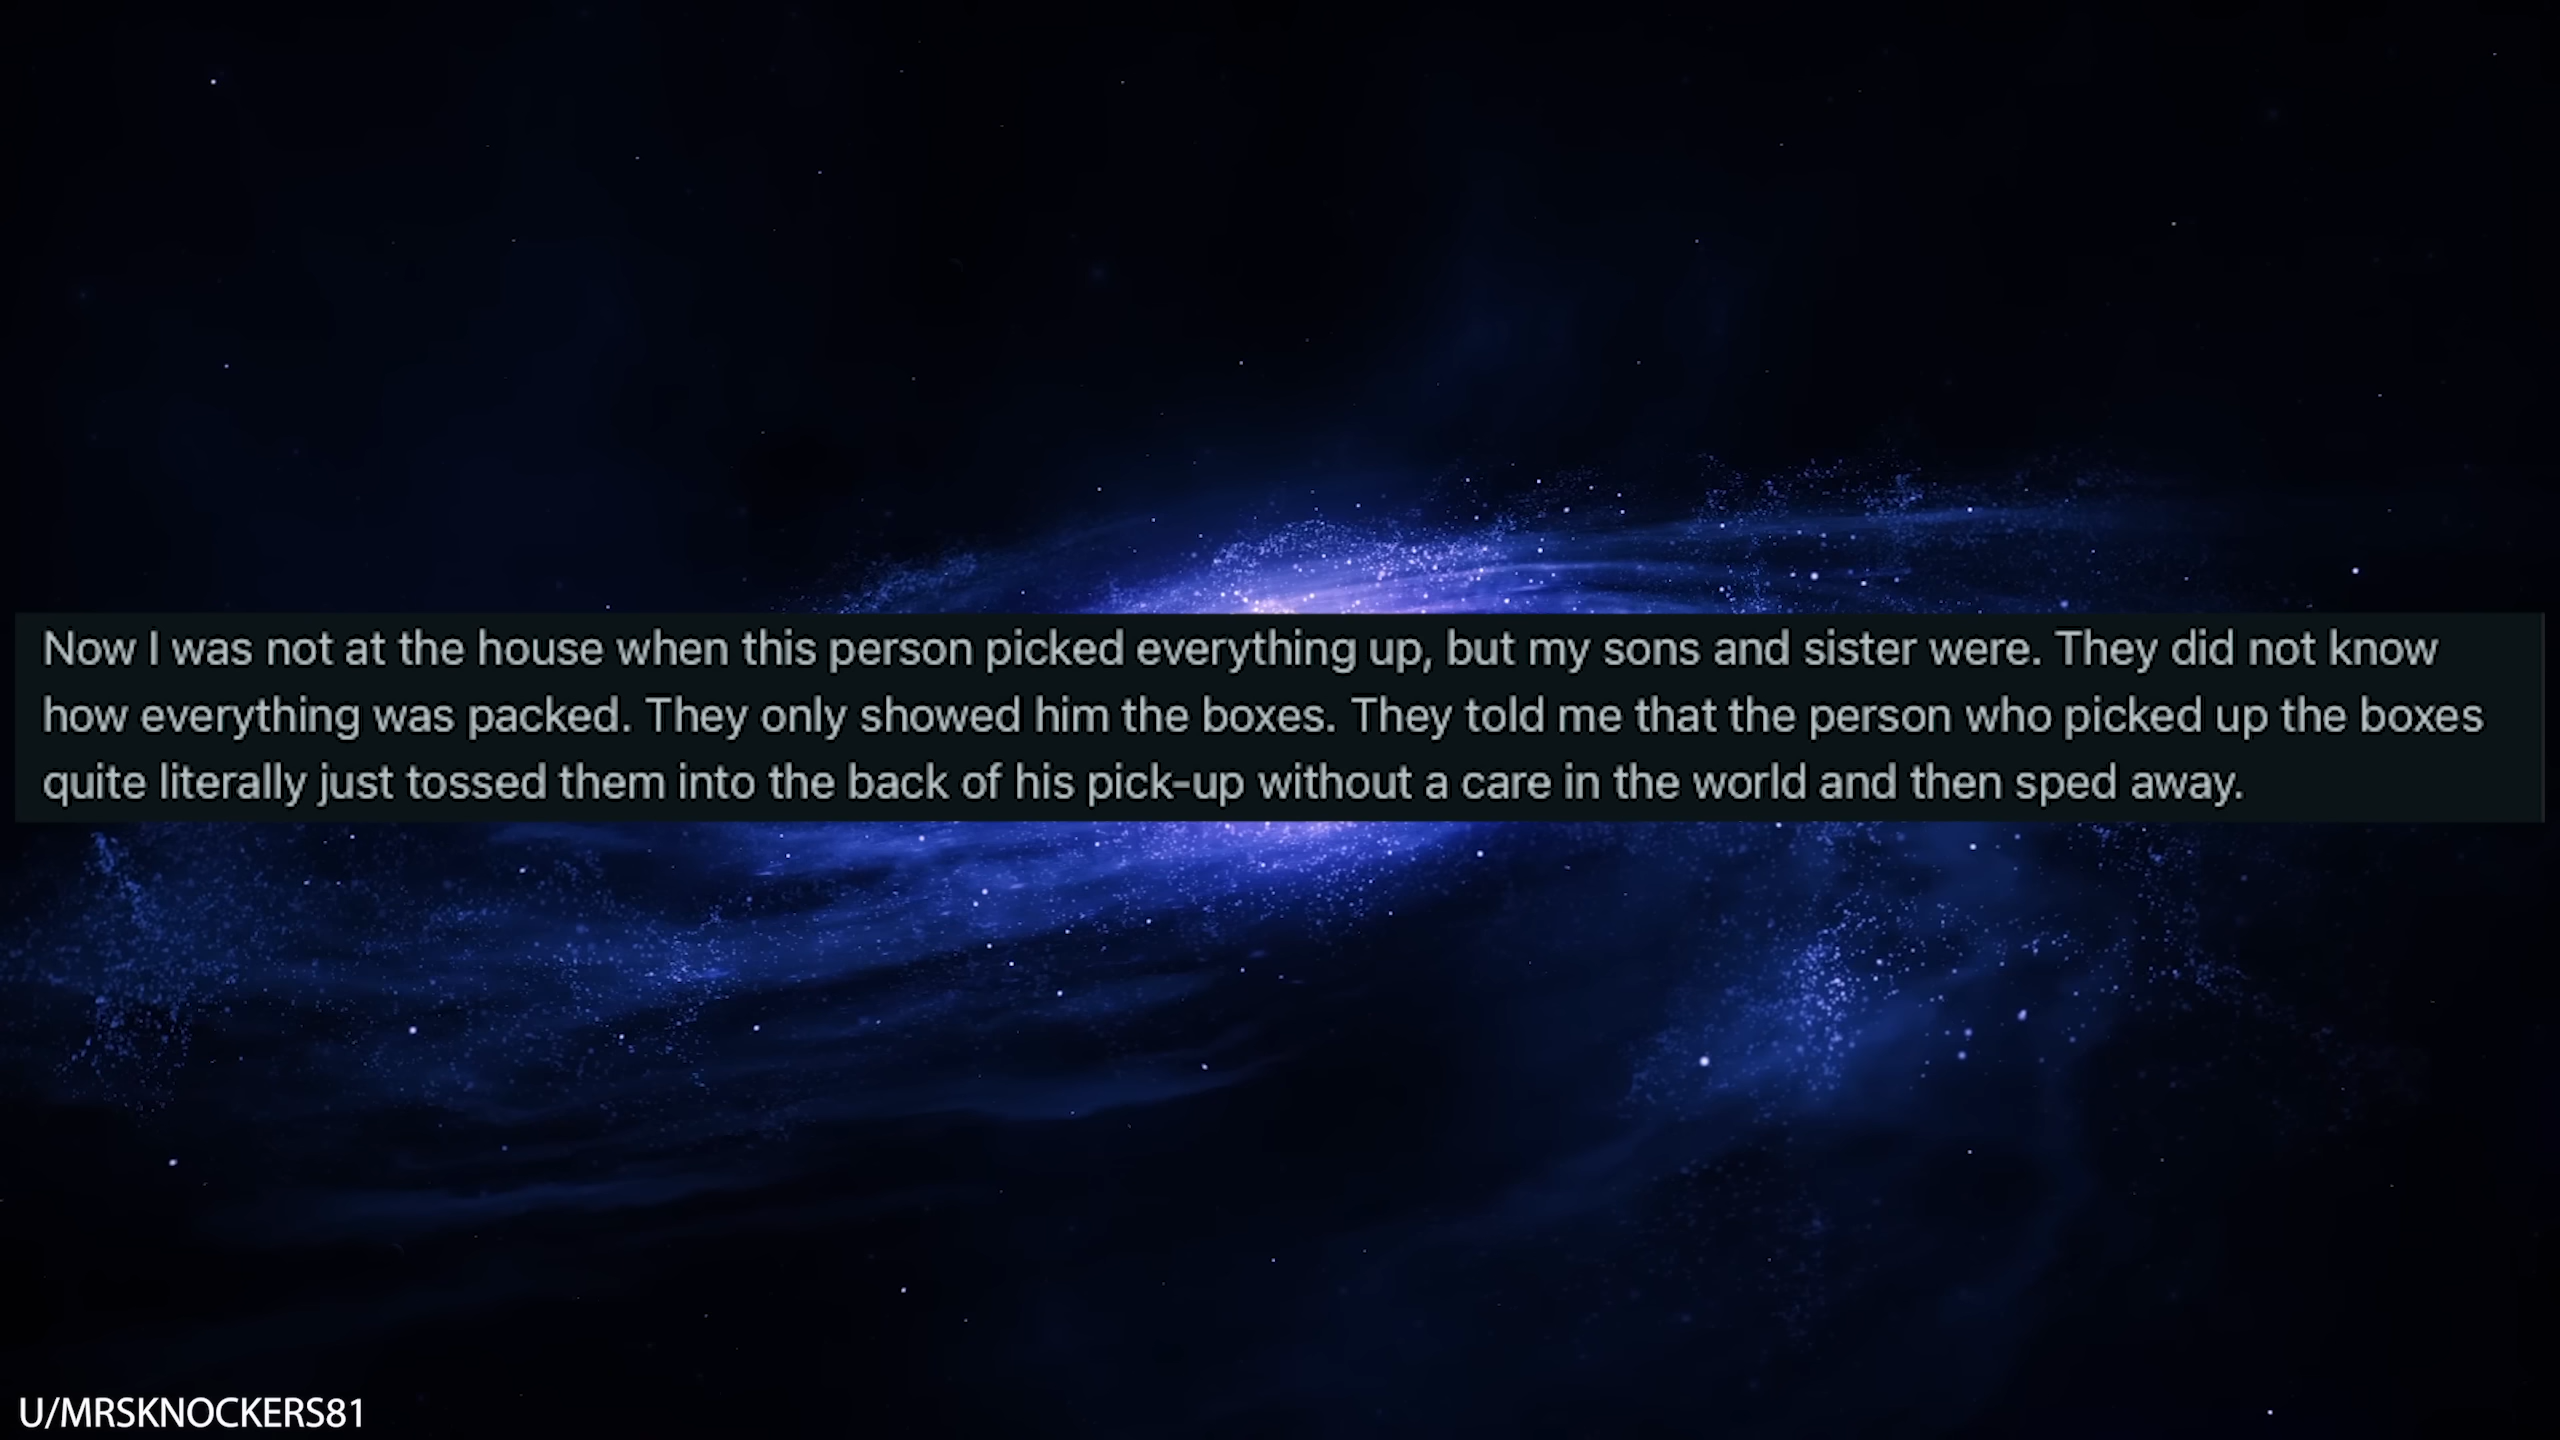 Now I was not at the house when this person picked everything up, but my sons and sister were. They did not know
how everything was packed. They only showed him the boxes. They told me that the person who picked up the boxes
quite literally just tossed them into the back of his pick-up without a care in the world and then sped away.
U/MRSKNOCKERS81